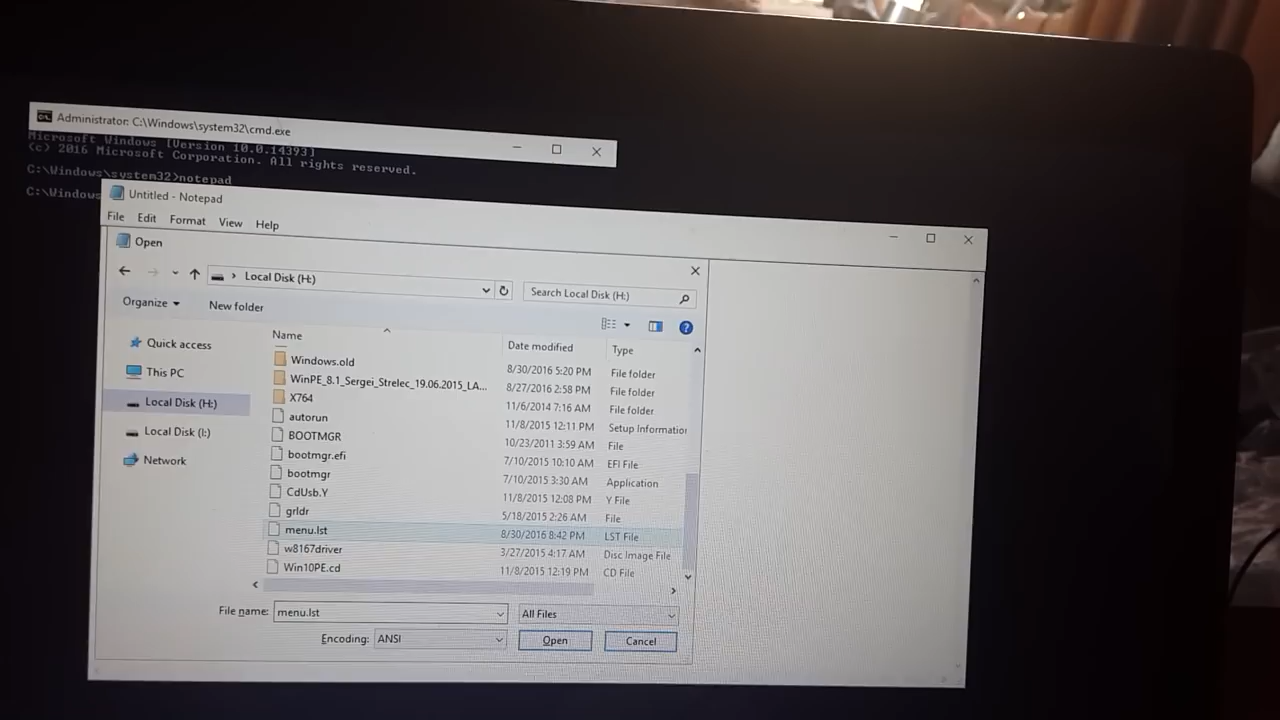 Administrator: C:\Windows\system32\cmd.exe
Microsoft Windows [Version 10.0.14393]
(c) 2016 Microsoft Corporation. All rights reserved.
C:\Windows\system32>notepad
C:\Windows
Untitled - Notepad
File Edit Format View Help
Open
Local Disk (H:)
Search Local Disk (H:)
Organize
New folder
Name Date modified Type
Quick access
This PC
Local Disk (H:)
Local Disk (I:)
Network
Windows.old 8/30/2016 5:20 PM File folder
WinPE_8.1_Sergei_Strelec_19.06.2015_LA... 8/27/2016 2:58 PM File folder
X764 11/6/2014 7:16 AM File folder
autorun 11/8/2015 12:11 PM Setup Informatior
BOOTMGR 10/23/2011 3:59 AM File
bootmgr.efi 7/10/2015 10:10 AM EFI File
bootmgr 7/10/2015 3:30 AM Application
CdUsb.Y 11/8/2015 12:08 PM Y File
grldr 5/18/2015 2:26 AM File
menu.lst 8/30/2016 8:42 PM LST File
w8167driver 3/27/2015 4:17 AM Disc Image File
Win10PE.cd 11/8/2015 12:19 PM CD File
File name: menu.lst All Files
Encoding: ANSI Open Cancel